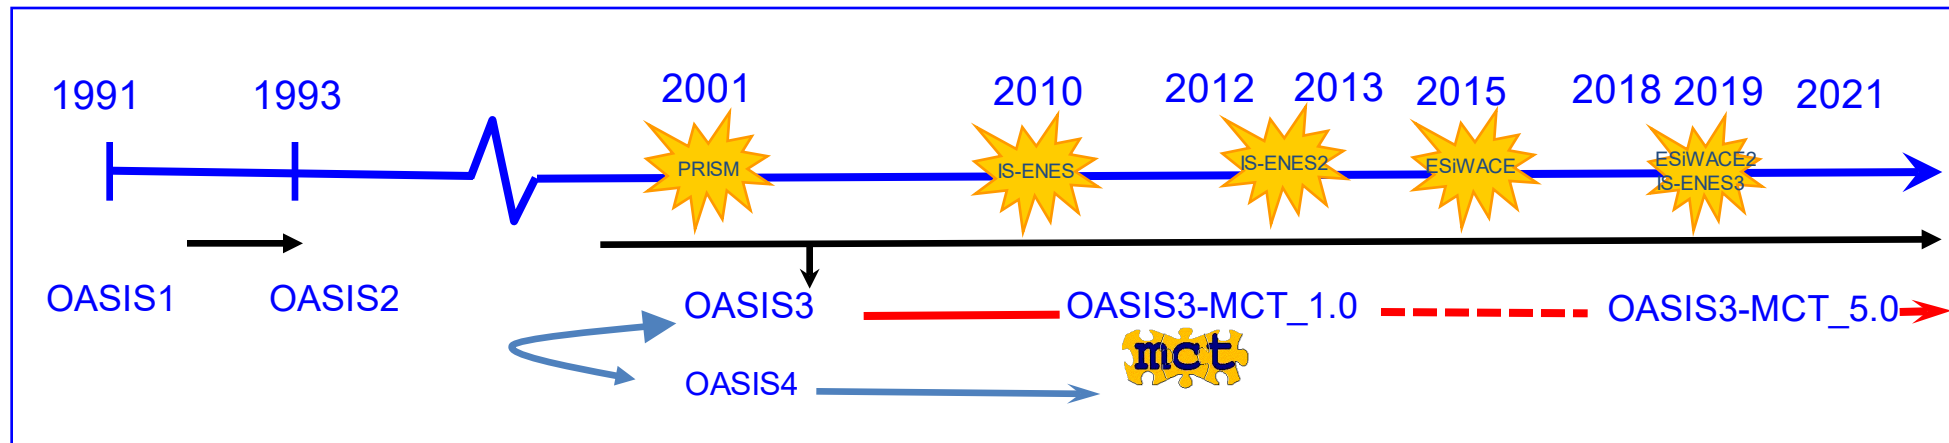 1991 1993 2001 2010 2012 2013 2015 2018 2019 2021
PRISM IS-ENES IS-ENES2 ESiWACE ESiWACE2
IS-ENES3
OASIS1 OASIS2 OASIS3 OASIS3-MCT_1.0 OASIS3-MCT_5.0
mct
OASIS4